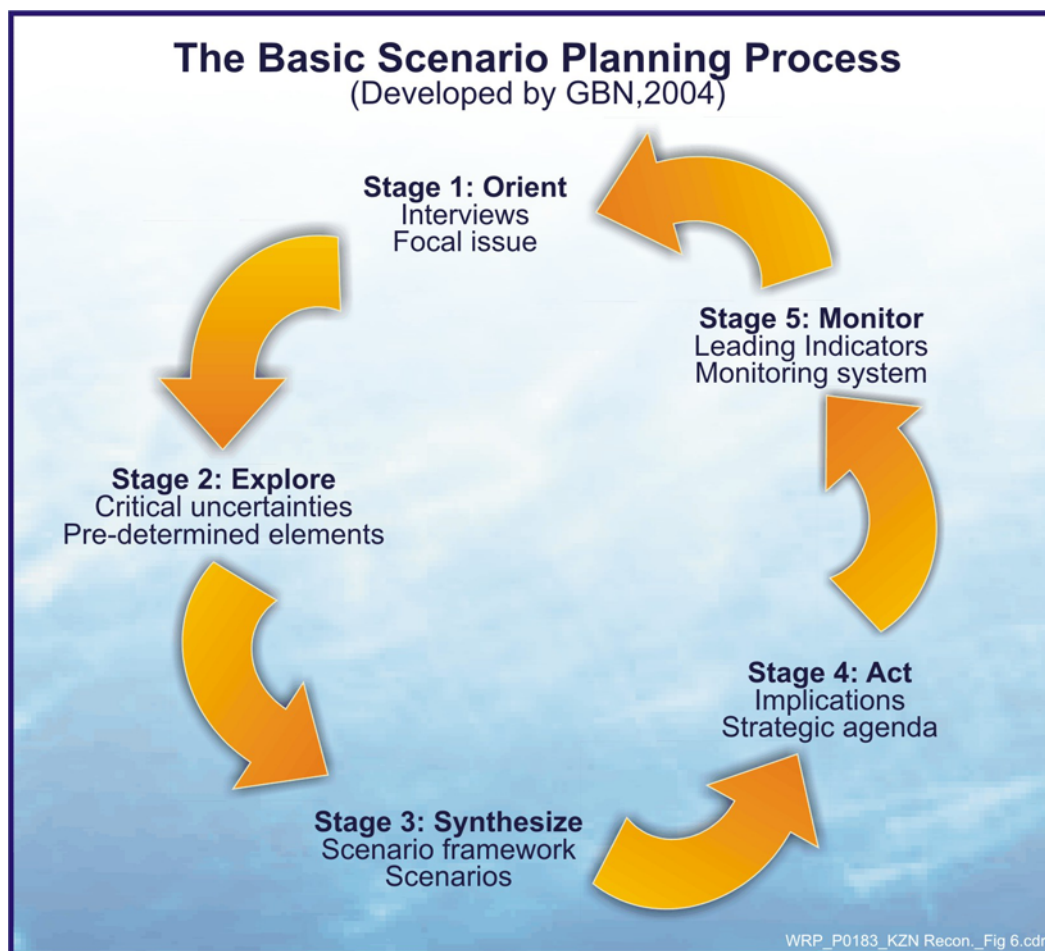 The Basic Scenario Planning Process
(Developed by GBN,2004)
Stage 1: Orient
Interviews
Focal issue
Stage 2: Explore
Critical uncertainties
Pre-determined elements
Stage 3: Synthesize
Scenario framework
Scenarios
Stage 4: Act
Implications
Strategic agenda
Stage 5: Monitor
Leading Indicators
Monitoring system
WRP_P0183_KZN Recon._Fig 6.cdr